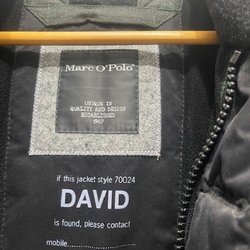 Marc O'Polo
UNIQUE IN
QUALITY AND DESIGN
ESTABLISHED
1967
if this jacket style 70024
DAVID
is found, please contact
mobile